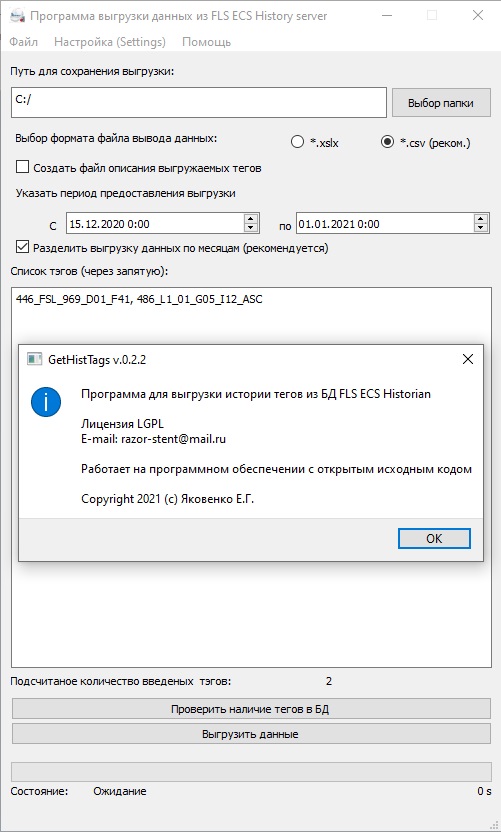 Программа выгрузки данных из FLS ECS History server
Файл Настройка (Settings) Помощь
Путь для сохранения выгрузки:
C:/
Выбор папки
Выбор формата файла вывода данных:
*.xslx
*.csv (реком.)
Создать файл описания выгружаемых тегов
Указать период предоставления выгрузки
С 15.12.2020 0:00 по 01.01.2021 0:00
Разделить выгрузку данных по месяцам (рекомендуется)
Список тэгов (через запятую):
446_FSL_969_D01_F41, 486_L1_01_G05_I12_ASC
GetHistTags v.0.2.2
Программа для выгрузки истории тегов из БД FLS ECS Historian
Лицензия LGPL
E-mail: razor-stent@mail.ru
Работает на программном обеспечении с открытым исходным кодом
Copyright 2021 (c) Яковенко Е.Г.
OK
Подсчитаное количество введеных тэгов: 2
Проверить наличие тегов в БД
Выгрузить данные
Состояние: Ожидание 0 s